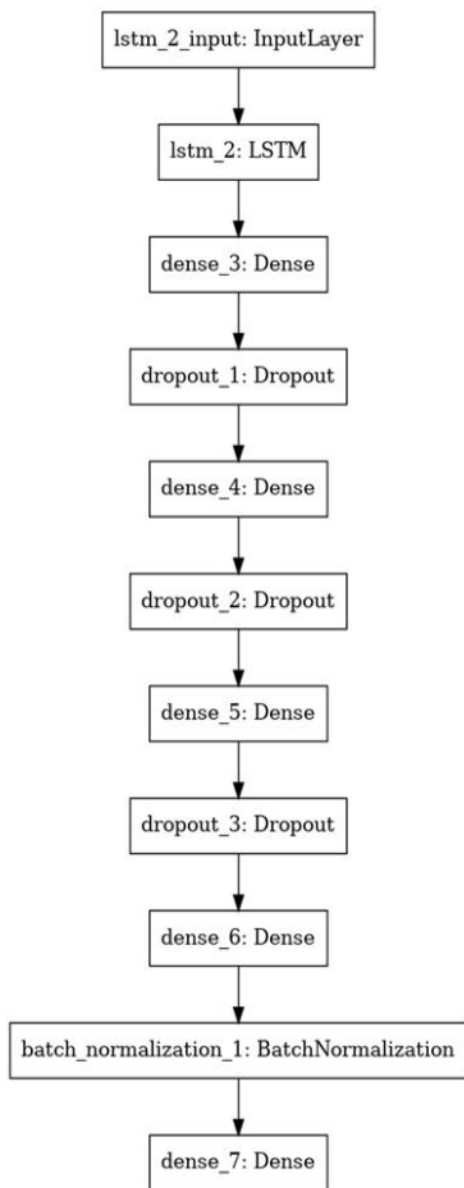 lstm_2_input: InputLayer
lstm_2: LSTM
dense_3: Dense
dropout_1: Dropout
dense_4: Dense
dropout_2: Dropout
dense_5: Dense
dropout_3: Dropout
dense_6: Dense
batch_normalization_1: BatchNormalization
dense_7: Dense